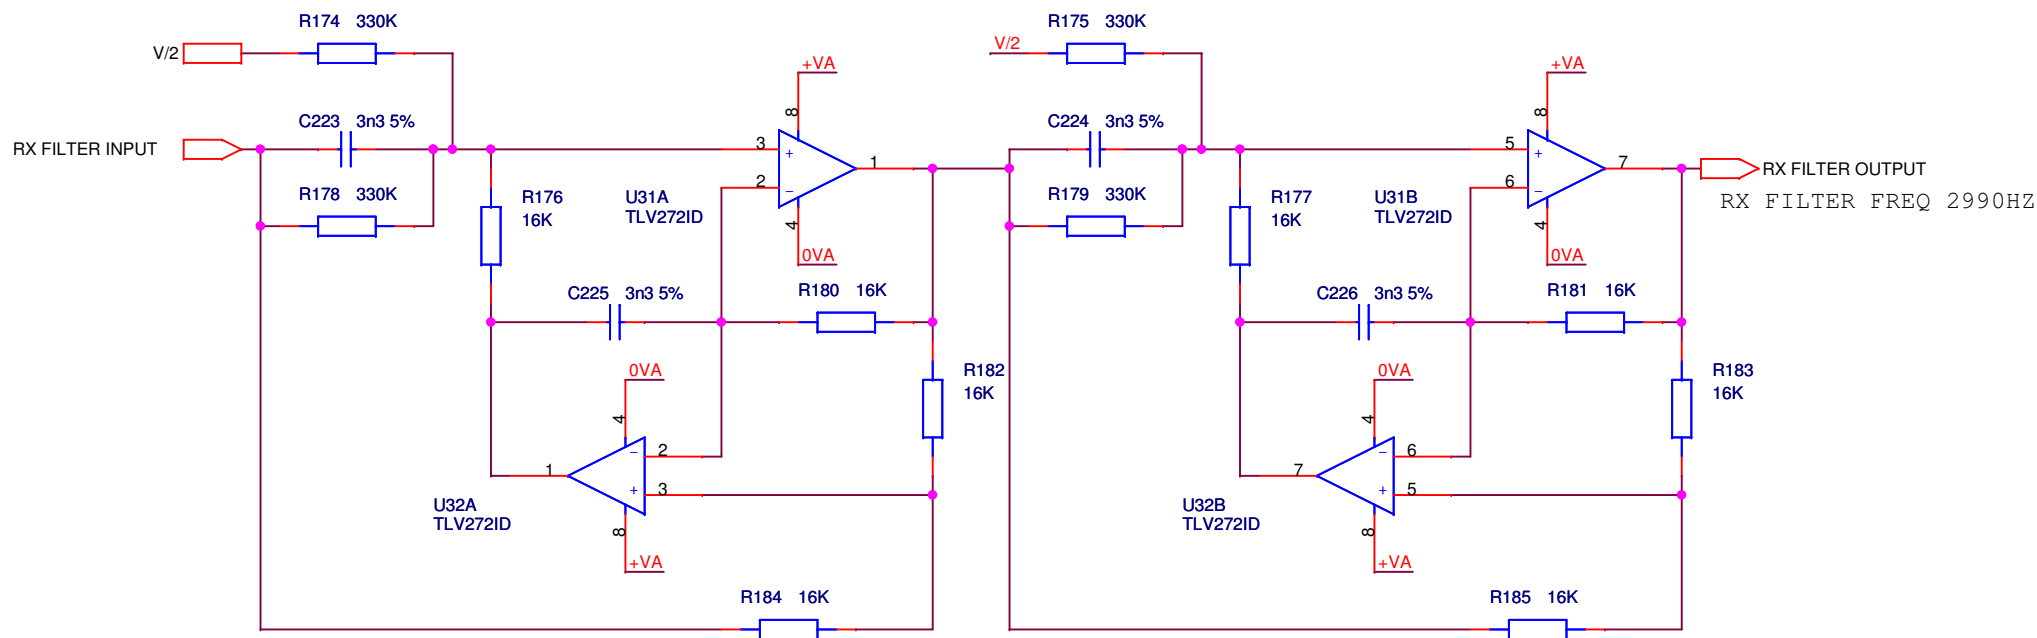 R174 330K
R175 330K
V/2
V/2
+VA
+VA
8
8
C223 3n3 5%
C224 3n3 5%
RX FILTER INPUT
3
+
1
2
−
5
+
7
6
−
RX FILTER OUTPUT
RX FILTER FREQ 2990HZ
R178 330K
R176
16K
U31A
TLV272ID
4
0VA
R179 330K
R177
16K
U31B
TLV272ID
4
0VA
C225 3n3 5%
R180 16K
C226 3n3 5%
R181 16K
0VA
4
R182
16K
0VA
4
R183
16K
1
−
2
+
3
U32A
TLV272ID
8
+VA
7
−
6
+
5
U32B
TLV272ID
8
+VA
R184 16K
R185 16K